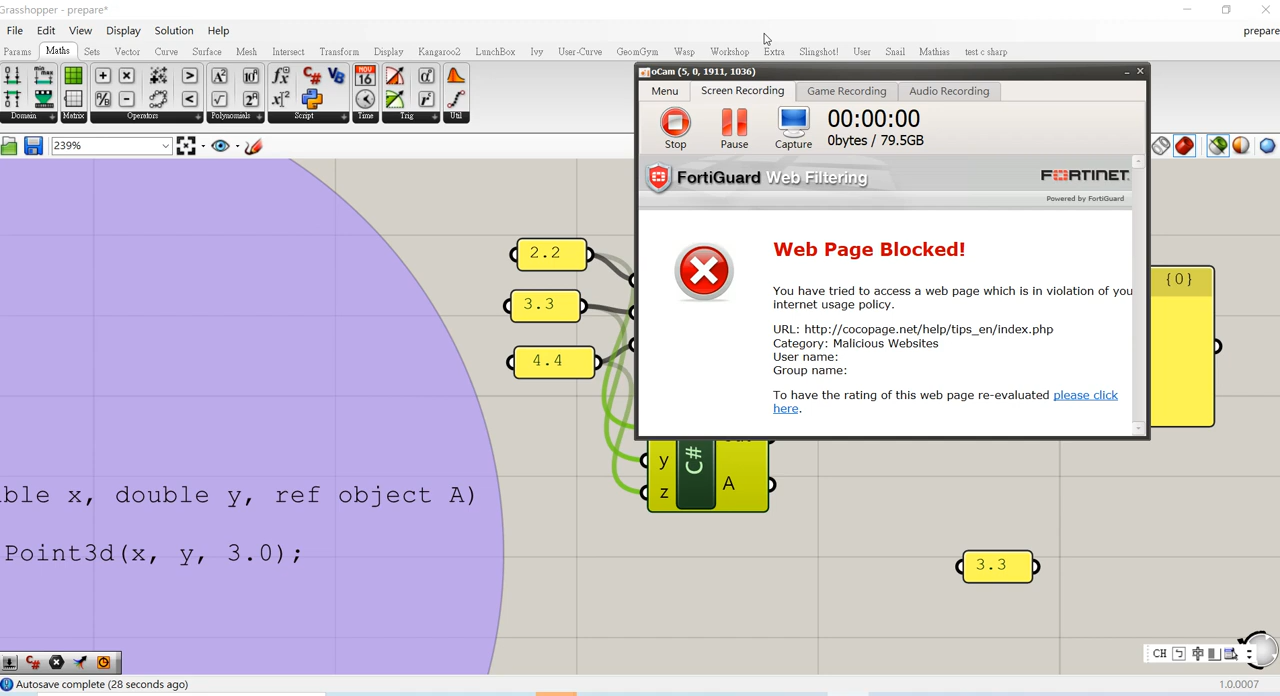 Grasshopper - prepare*
File Edit View Display Solution Help
prepare
Params Maths Sets Vector Curve Surface Mesh Intersect Transform Display Kangaroo2 LunchBox Ivy User-Curve GeomGym Wasp Workshop Extra Slingshot! User Snail Mathias test c sharp
Domain Matrix Operators Polynomials Script Time Trig Util
239%
oCam (5, 0, 1911, 1036)
Menu Screen Recording Game Recording Audio Recording
Stop Pause Capture
00:00:00
0bytes / 79.5GB
FortiGuard Web Filtering
FORTINET
Powered by FortiGuard
Web Page Blocked!
You have tried to access a web page which is in violation of you
internet usage policy.
URL: http://cocopage.net/help/tips_en/index.php
Category: Malicious Websites
User name:
Group name:
To have the rating of this web page re-evaluated please click
here.
2.2
3.3
4.4
{0}
y
z
C#
A
ble x, double y, ref object A)
Point3d(x, y, 3.0);
3.3
CH
中
Autosave complete (28 seconds ago)
1.0.0007